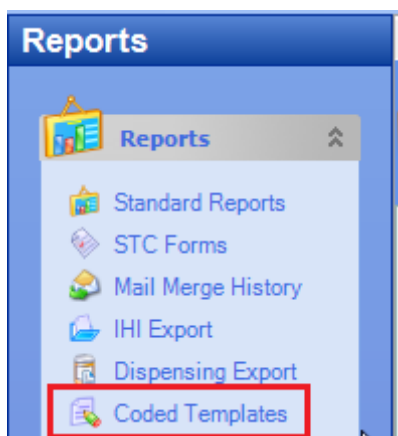 Reports
Reports
Standard Reports
STC Forms
Mail Merge History
IHI Export
Dispensing Export
Coded Templates